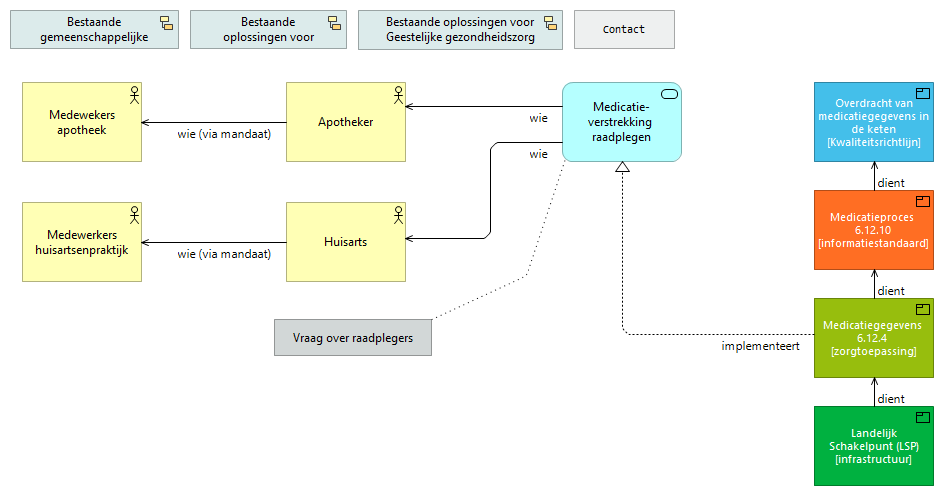 Bestaande
gemeenschappelijke
Bestaande
oplossingen voor
Bestaande oplossingen voor
Geestelijke gezondheidszorg
Contact
Medewekers
apotheek
wie (via mandaat)
Apotheker
wie
Medicatie-
verstrekking
raadplegen
wie
Medewerkers
huisartsenpraktijk
wie (via mandaat)
Huisarts
Vraag over raadplegers
implementeert
Overdracht van
medicatiegegevens in
de keten
[Kwaliteitsrichtlijn]
dient
Medicatieproces
6.12.10
[informatiestandaard]
dient
Medicatiegegevens
6.12.4
[zorgtoepassing]
dient
Landelijk
Schakelpunt (LSP)
[infrastructuur]